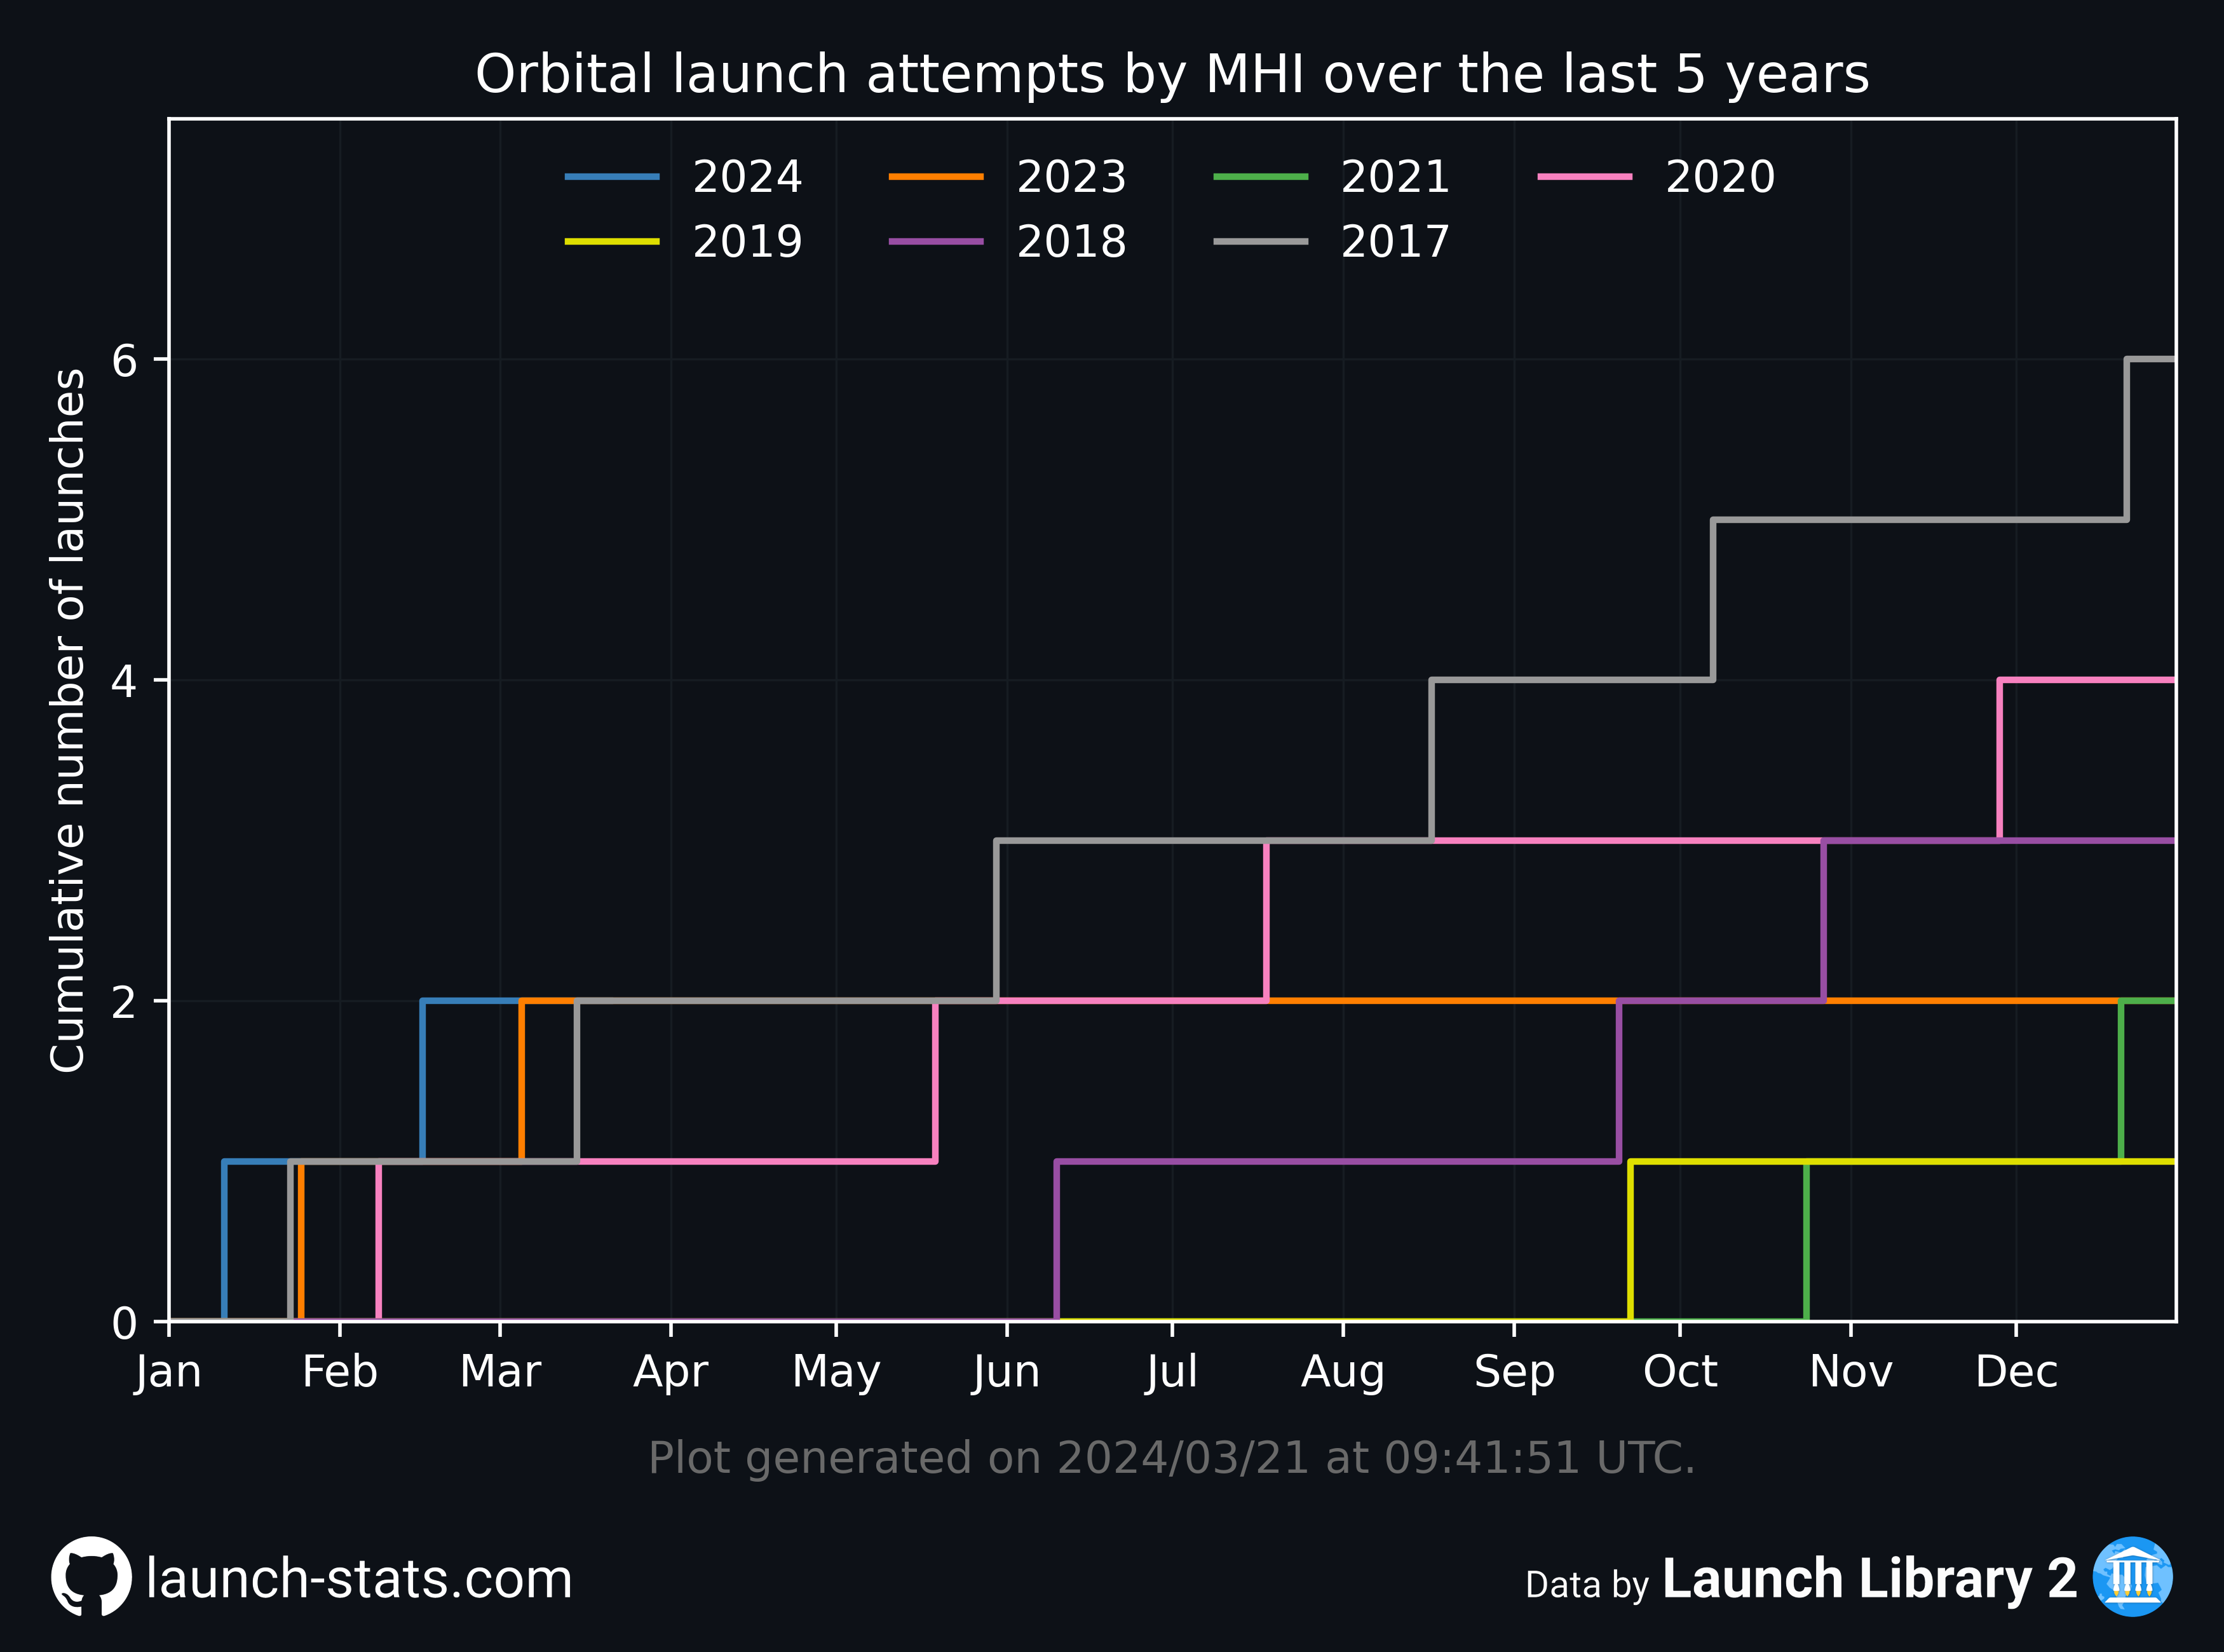 Orbital launch attempts by MHI over the last 5 years
2024 2023 2021 2020
2019 2018 2017
Cumulative number of launches
6
4
2
0
Jan Feb Mar Apr May Jun Jul Aug Sep Oct Nov Dec
Plot generated on 2024/03/21 at 09:41:51 UTC.
launch-stats.com
Data by Launch Library 2